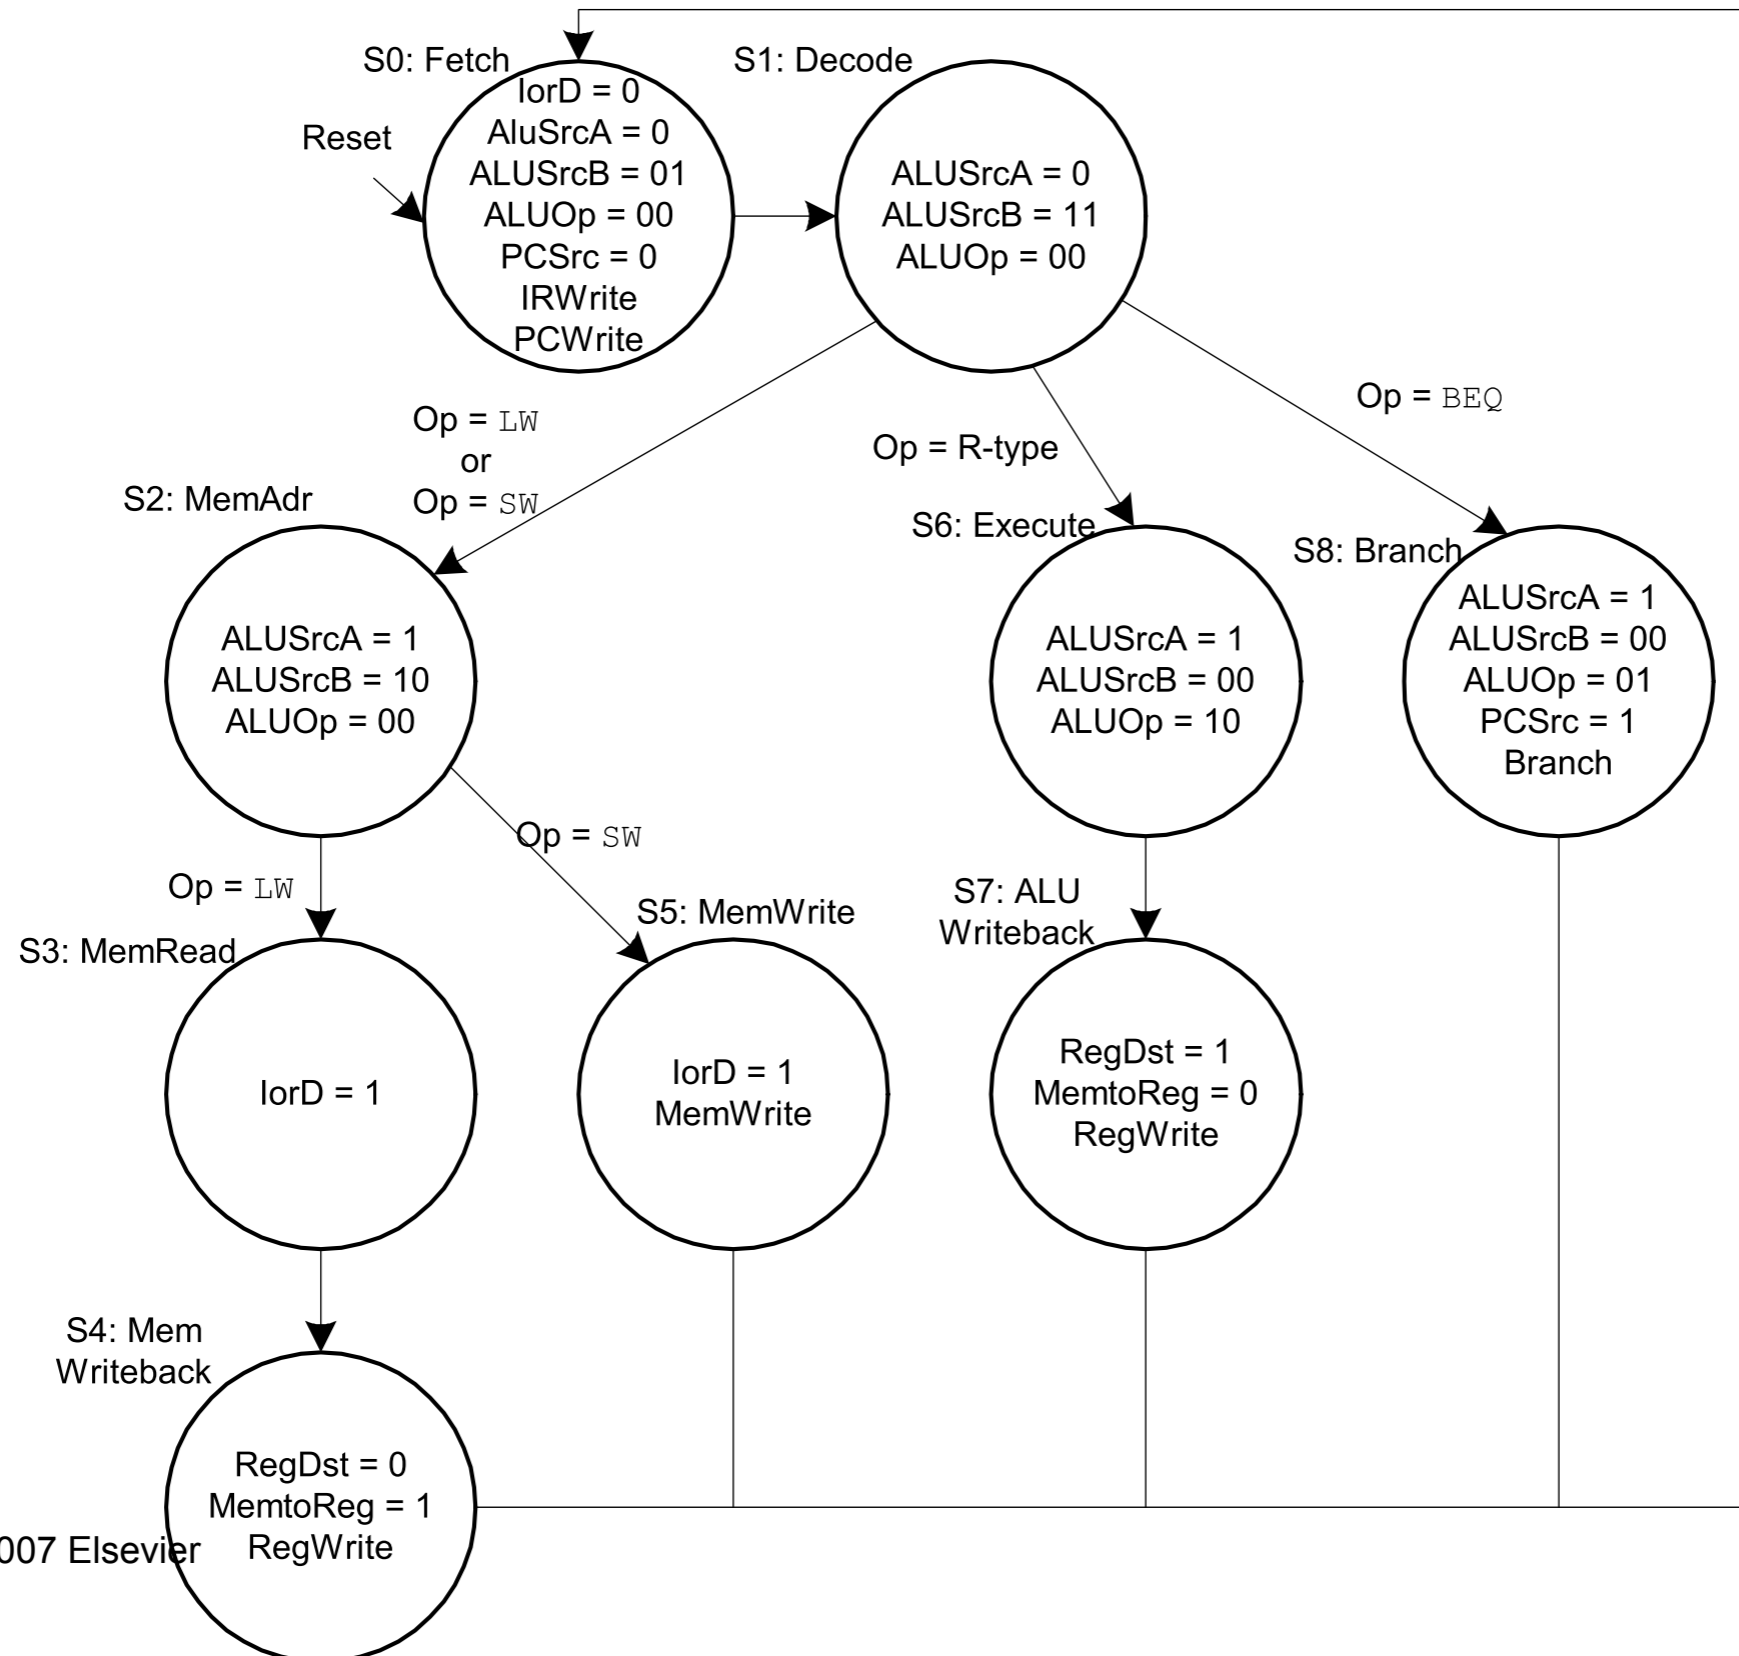 S0: Fetch
S1: Decode
Reset
IorD = 0
AluSrcA = 0
ALUSrcB = 01
ALUOp = 00
PCSrc = 0
IRWrite
PCWrite
ALUSrcA = 0
ALUSrcB = 11
ALUOp = 00
Op = LW
or
Op = SW
Op = R-type
Op = BEQ
S2: MemAdr
S6: Execute
S8: Branch
ALUSrcA = 1
ALUSrcB = 10
ALUOp = 00
ALUSrcA = 1
ALUSrcB = 00
ALUOp = 10
ALUSrcA = 1
ALUSrcB = 00
ALUOp = 01
PCSrc = 1
Branch
Op = LW
Op = SW
S3: MemRead
S5: MemWrite
S7: ALU
Writeback
IorD = 1
IorD = 1
MemWrite
RegDst = 1
MemtoReg = 0
RegWrite
S4: Mem
Writeback
RegDst = 0
MemtoReg = 1
RegWrite
007 Elsevier